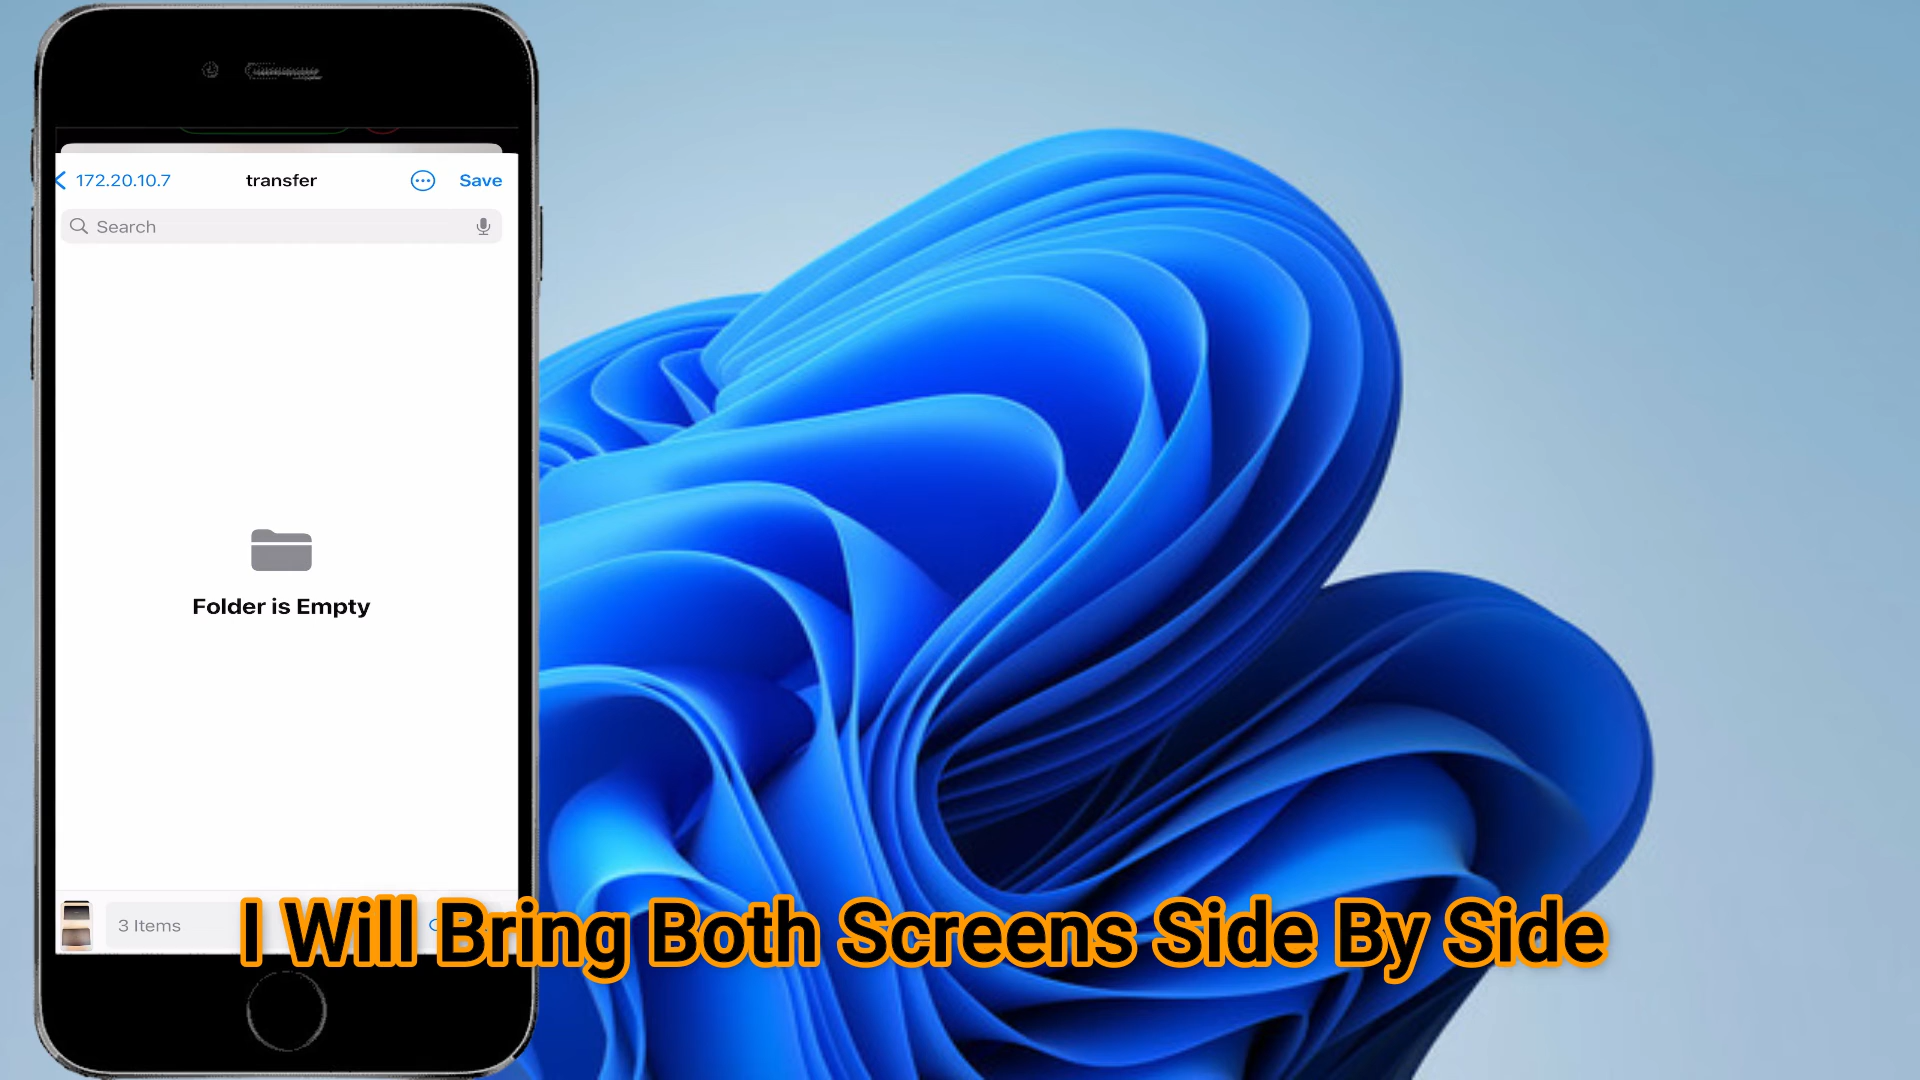 172.20.10.7 transfer Save
Search
Folder is Empty
3 Items
I Will Bring Both Screens Side By Side